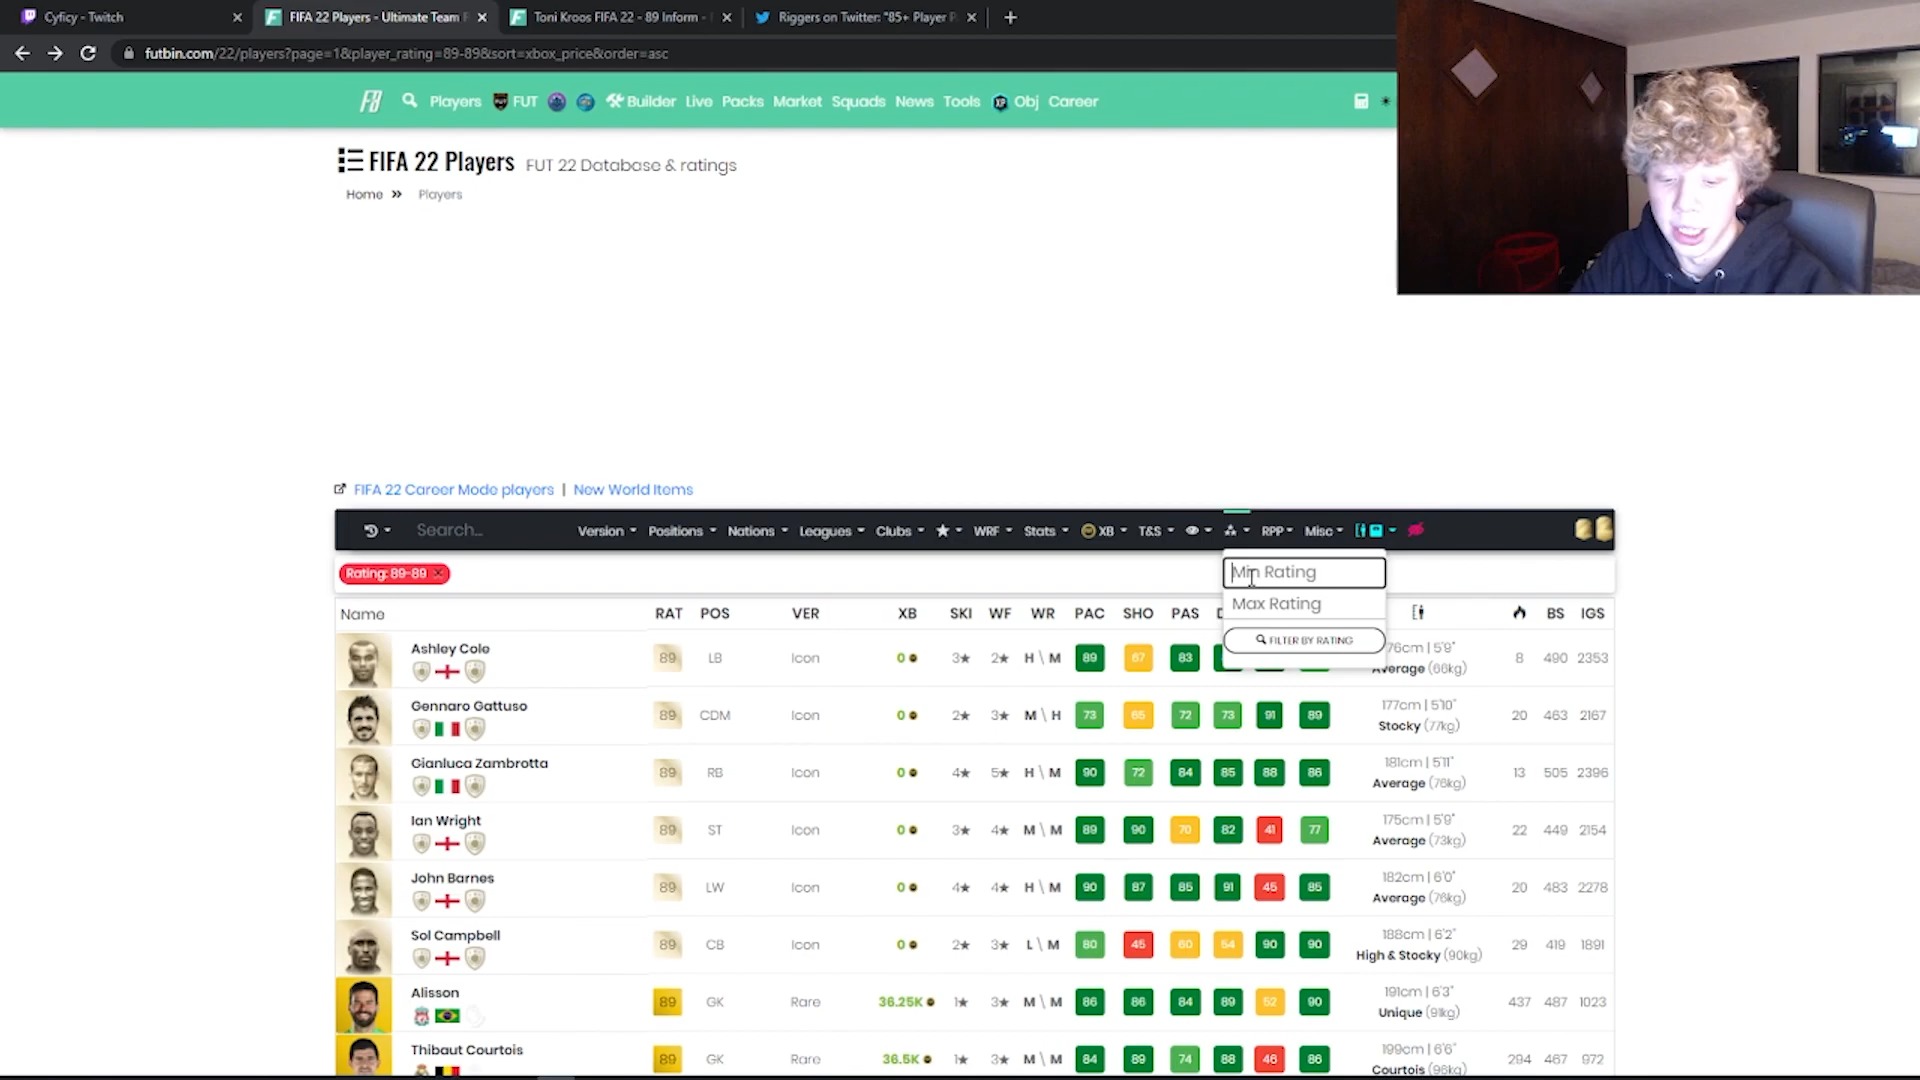 Cyficy - Twitch
FIFA 22 Players - Ultimate Team
Toni Kroos FIFA 22 - 89 Inform -
Riggers on Twitter: "85+ Player P
futbin.com/22/players?page=1&player_rating=89-89&sort=xbox_price&order=asc
Players FUT Builder Live Packs Market Squads News Tools Obj Career
FIFA 22 Players FUT 22 Database & ratings
Home » Players
FIFA 22 Career Mode players | New World Items
Search... Version Positions Nations Leagues Clubs WRF Stats XB T&S RPP Misc
Rating: 89-89
Min Rating
Max Rating
FILTER BY RATING
Name RAT POS VER XB SKI WF WR PAC SHO PAS BS IGS
Ashley Cole 89 LB Icon 0 3★ 2★ H \ M 89 67 83 76cm | 5'9" Average (66kg) 8 490 2353
Gennaro Gattuso 89 CDM Icon 0 2★ 3★ M \ H 73 65 72 73 91 89 177cm | 5'10" Stocky (77kg) 20 463 2167
Gianluca Zambrotta 89 RB Icon 0 4★ 5★ H \ M 90 72 84 85 88 86 181cm | 5'11" Average (76kg) 13 505 2396
Ian Wright 89 ST Icon 0 3★ 4★ M \ M 89 90 70 82 41 77 175cm | 5'9" Average (73kg) 22 449 2154
John Barnes 89 LW Icon 0 4★ 4★ H \ M 90 87 85 91 45 85 182cm | 6'0" Average (76kg) 20 483 2278
Sol Campbell 89 CB Icon 0 2★ 3★ L \ M 80 45 60 54 90 90 188cm | 6'2" High & Stocky (90kg) 29 419 1891
Alisson 89 GK Rare 36.25K 1★ 3★ M \ M 86 86 84 89 52 90 191cm | 6'3" Unique (91kg) 437 487 1023
Thibaut Courtois 89 GK Rare 36.5K 1★ 3★ M \ M 84 89 74 88 46 86 199cm | 6'6" Courtois (96kg) 294 467 972